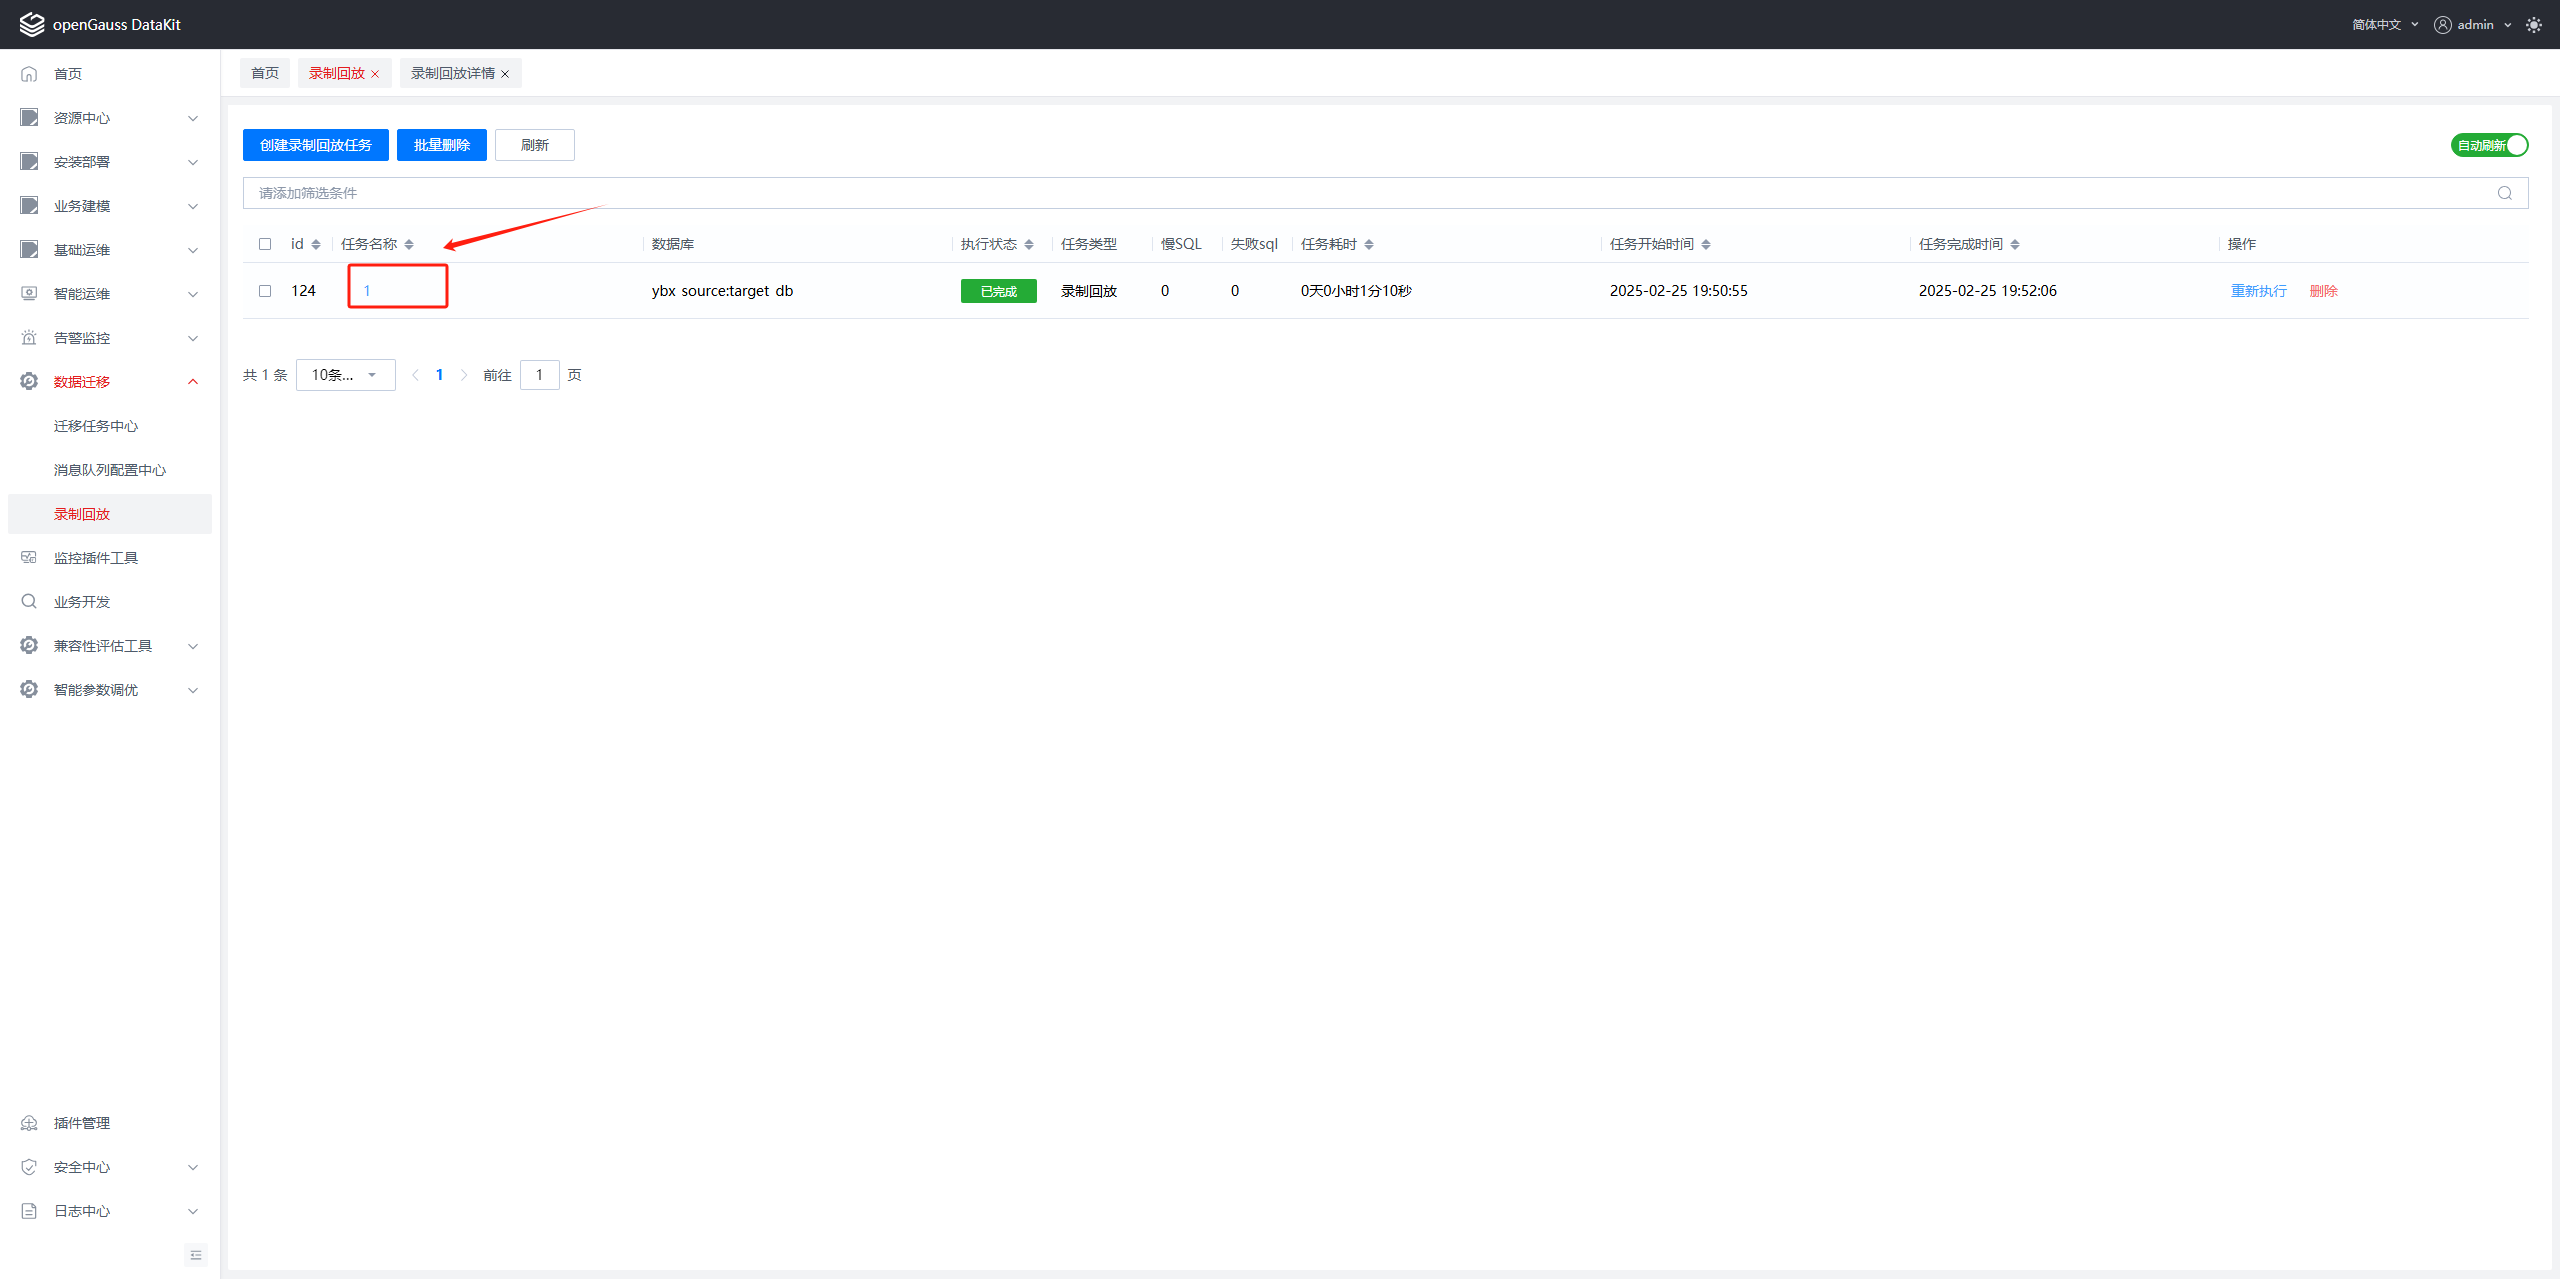 openGauss DataKit
简体中文
admin
首页
资源中心
安装部署
业务建模
基础运维
智能运维
告警监控
数据迁移
迁移任务中心
消息队列配置中心
录制回放
监控插件工具
业务开发
兼容性评估工具
智能参数调优
插件管理
安全中心
日志中心
首页 录制回放 录制回放详情
创建录制回放任务 批量删除 刷新 自动刷新
请添加筛选条件
id 任务名称 数据库 执行状态 任务类型 慢SQL 失败sql 任务耗时 任务开始时间 任务完成时间 操作
124 1 ybx source:target db 已完成 录制回放 0 0 0天0小时1分10秒 2025-02-25 19:50:55 2025-02-25 19:52:06 重新执行 删除
共 1 条 10条... 1 前往 1 页